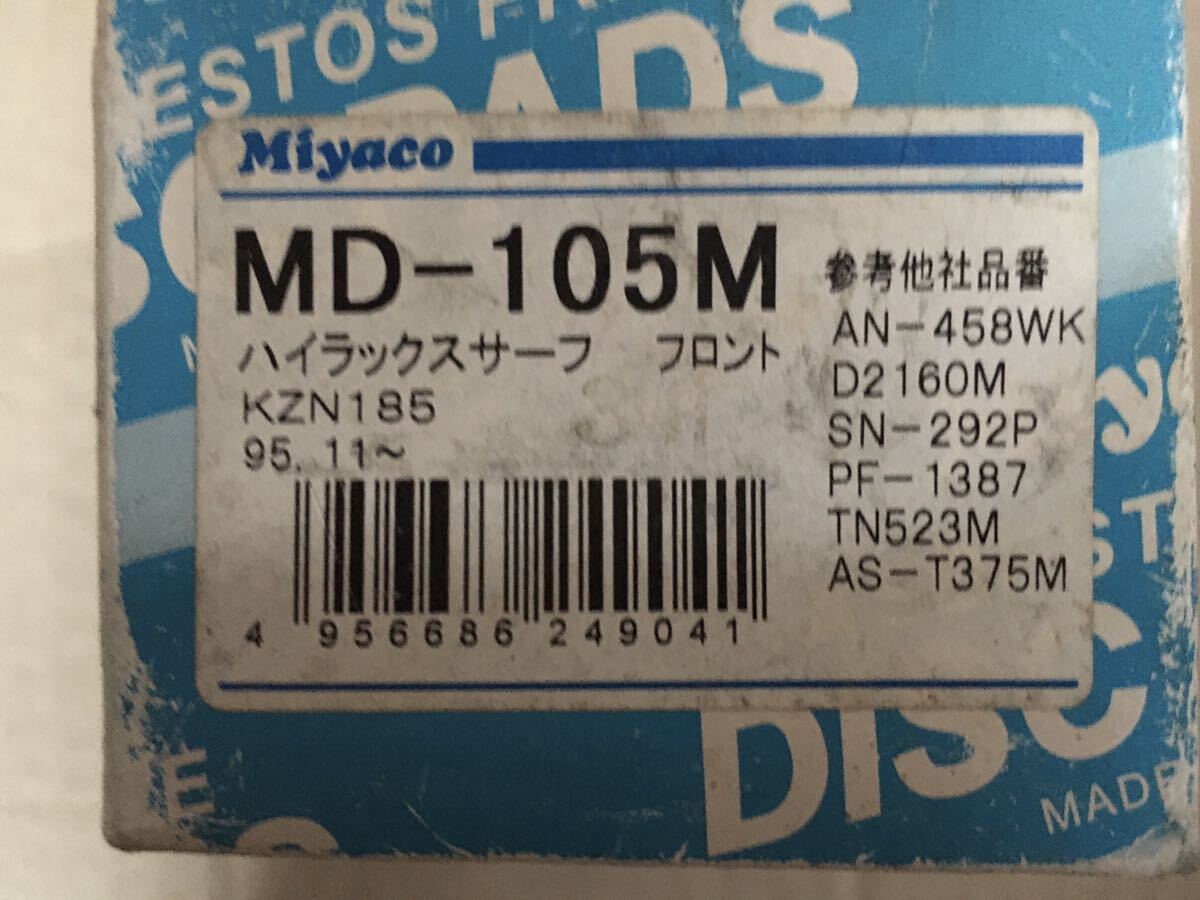 PADS
Miyaco
MD-105M
ハイラックスサーフ フロント
KZN185
95.11~
4 956686 249041
参考他社品番
AN-458WK
D2160M
SN-292P
PF-1387
TN523M
AS-T375M
DISC